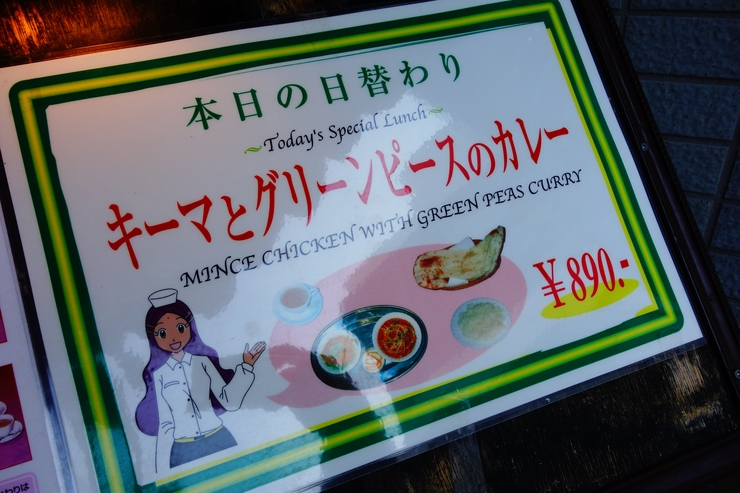 本日の日替わり
~Today's Special Lunch~
キーマとグリーンピースのカレー
MINCE CHICKEN WITH GREEN PEAS CURRY
￥890.-